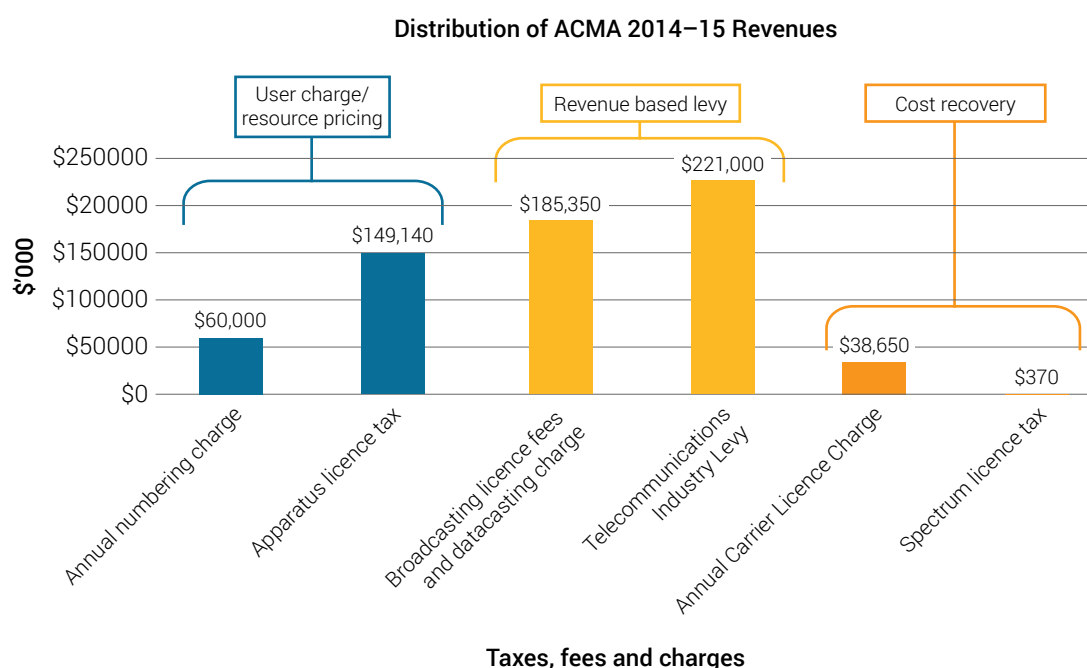 Distribution of ACMA 2014–15 Revenues
User charge/
resource pricing
Revenue based levy
Cost recovery
$250000
$20000
$150000
$100000
$50000
$0
$'000
$60,000
$149,140
$185,350
$221,000
$38,650
$370
Annual numbering charge
Apparatus licence tax
Broadcasting licence fees
and datacasting charge
Telecommunications
Industry Levy
Annual Carrier Licence Charge
Spectrum licence tax
Taxes, fees and charges